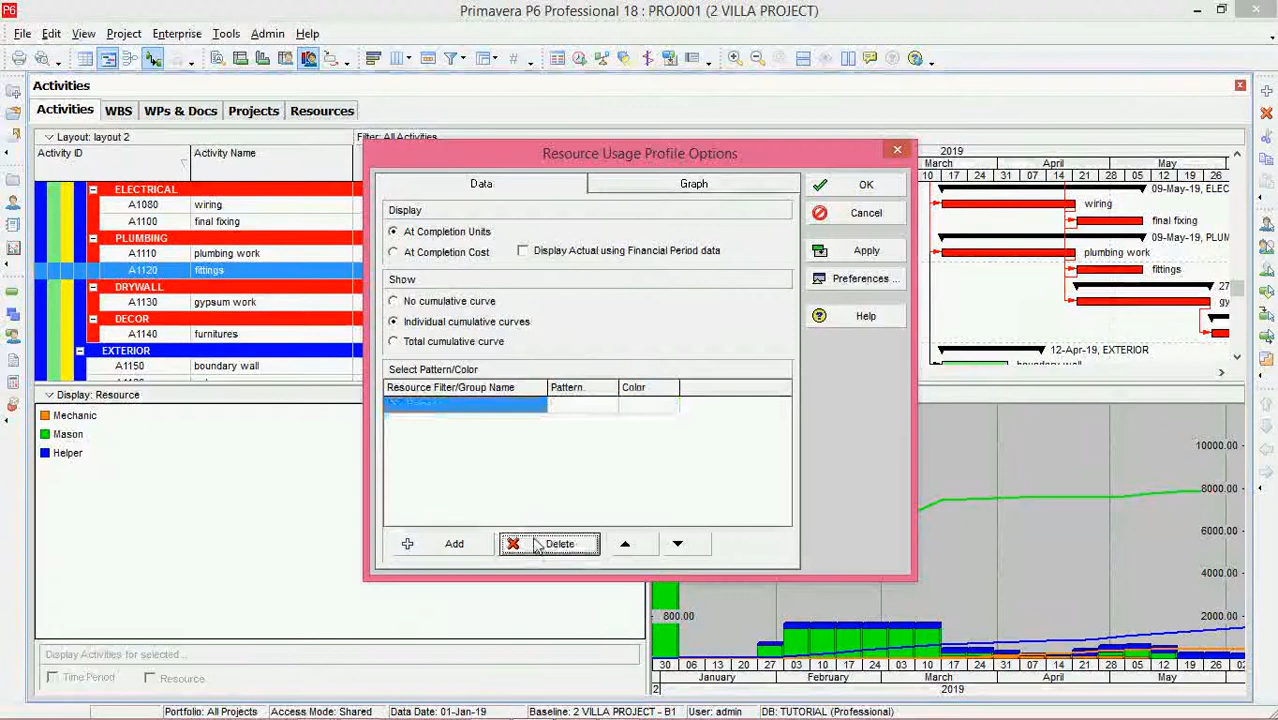 P6 Primavera P6 Professional 18 : PROJ001 (2 VILLA PROJECT)
File Edit View Project Enterprise Tools Admin Help
Activities
Activities WBS WPs & Docs Projects Resources
Layout: layout 2 Filter: All Activities
Activity ID Activity Name
ELECTRICAL
A1080 wiring
A1100 final fixing
PLUMBING
A1110 plumbing work
A1120 fittings
DRYWALL
A1130 gypsum work
DECOR
A1140 furnitures
EXTERIOR
A1150 boundary wall
2019
March April May
10 17 24 31 07 14 21 28 05 12 19 26
09-May-19, ELEC
wiring
final fixing
09-May-19, PLUM
plumbing work
fittings
27
gy
12-Apr-19, EXTERIOR
boundary wall
Resource Usage Profile Options
Data Graph
Display
At Completion Units
At Completion Cost Display Actual using Financial Period data
Show
No cumulative curve
Individual cumulative curves
Total cumulative curve
Select Pattern/Color
Resource Filter/Group Name Pattern. Color
Add Delete
OK
Cancel
Apply
Preferences ...
Help
Display: Resource
Mechanic
Mason
Helper
Display Activities for selected...
Time Period Resource
10000.00
8000.00
6000.00
4000.00
800.00 2000.00
30 06 13 20 27 03 10 17 24 03 10 17 24 31 07 14 21 28 05 12 19 26 02
January February March April May
2 2019
Portfolio: All Projects Access Mode: Shared Data Date: 01-Jan-19 Baseline: 2 VILLA PROJECT - B1 User: admin DB: TUTORIAL (Professional)